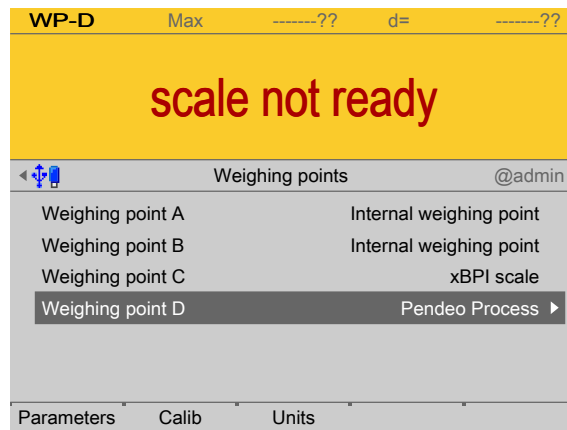 WP-D Max -------?? d= -------??
scale not ready
Weighing points @admin
Weighing point A Internal weighing point
Weighing point B Internal weighing point
Weighing point C xBPI scale
Weighing point D Pendeo Process
Parameters Calib Units